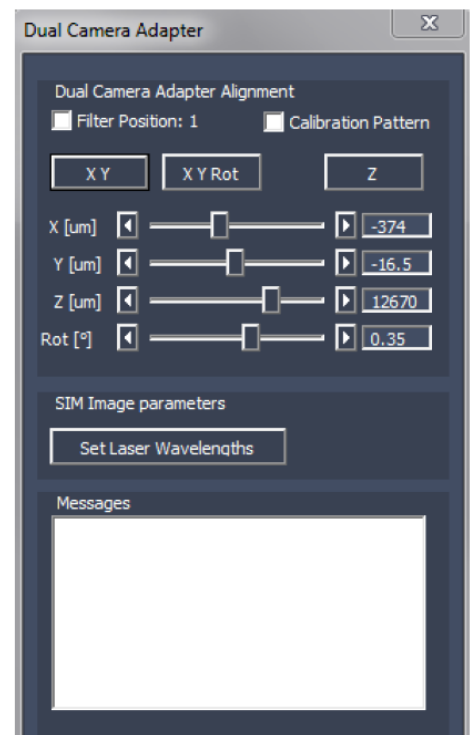 Dual Camera Adapter
Dual Camera Adapter Alignment
Filter Position: 1 Calibration Pattern
X Y X Y Rot Z
X [um] -374
Y [um] -16.5
Z [um] 12670
Rot [°] 0.35
SIM Image parameters
Set Laser Wavelengths
Messages